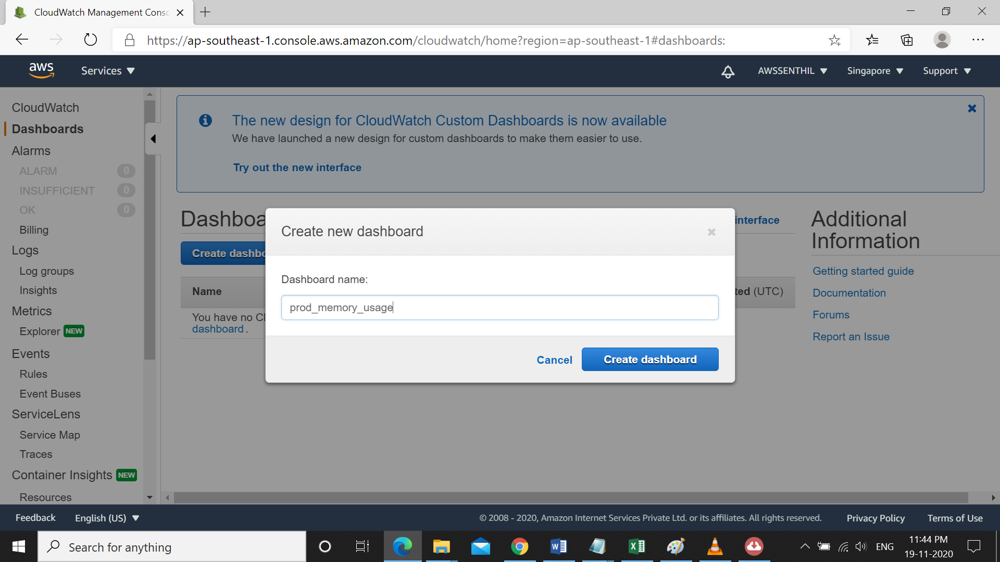 CloudWatch Management Consc
https://ap-southeast-1.console.aws.amazon.com/cloudwatch/home?region=ap-southeast-1#dashboards:
aws
Services
AWSSENTHIL
Singapore
Support
CloudWatch
Dashboards
Alarms
ALARM 0
INSUFFICIENT 0
OK 0
Billing
Logs
Log groups
Insights
Metrics
Explorer NEW
Events
Rules
Event Buses
ServiceLens
Service Map
Traces
Container Insights NEW
Resources
The new design for CloudWatch Custom Dashboards is now available
We have launched a new design for custom dashboards to make them easier to use.
Try out the new interface
Dashboa
interface
Create dashbo
Name
ted (UTC)
You have no Cl
dashboard.
Create new dashboard
Dashboard name:
prod_memory_usage
Cancel
Create dashboard
Additional
Information
Getting started guide
Documentation
Forums
Report an Issue
Feedback
English (US)
© 2008 - 2020, Amazon Internet Services Private Ltd. or its affiliates. All rights reserved.
Privacy Policy
Terms of Use
Search for anything
ENG
11:44 PM
19-11-2020